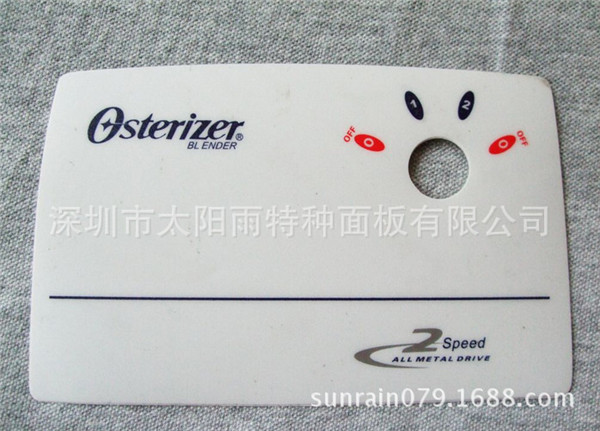 1 2
OFF O O OFF
Osterizer®
BLENDER
深圳市太阳雨特种面板有限公司
2 Speed
ALL METAL DRIVE
sunrain079.1688.com